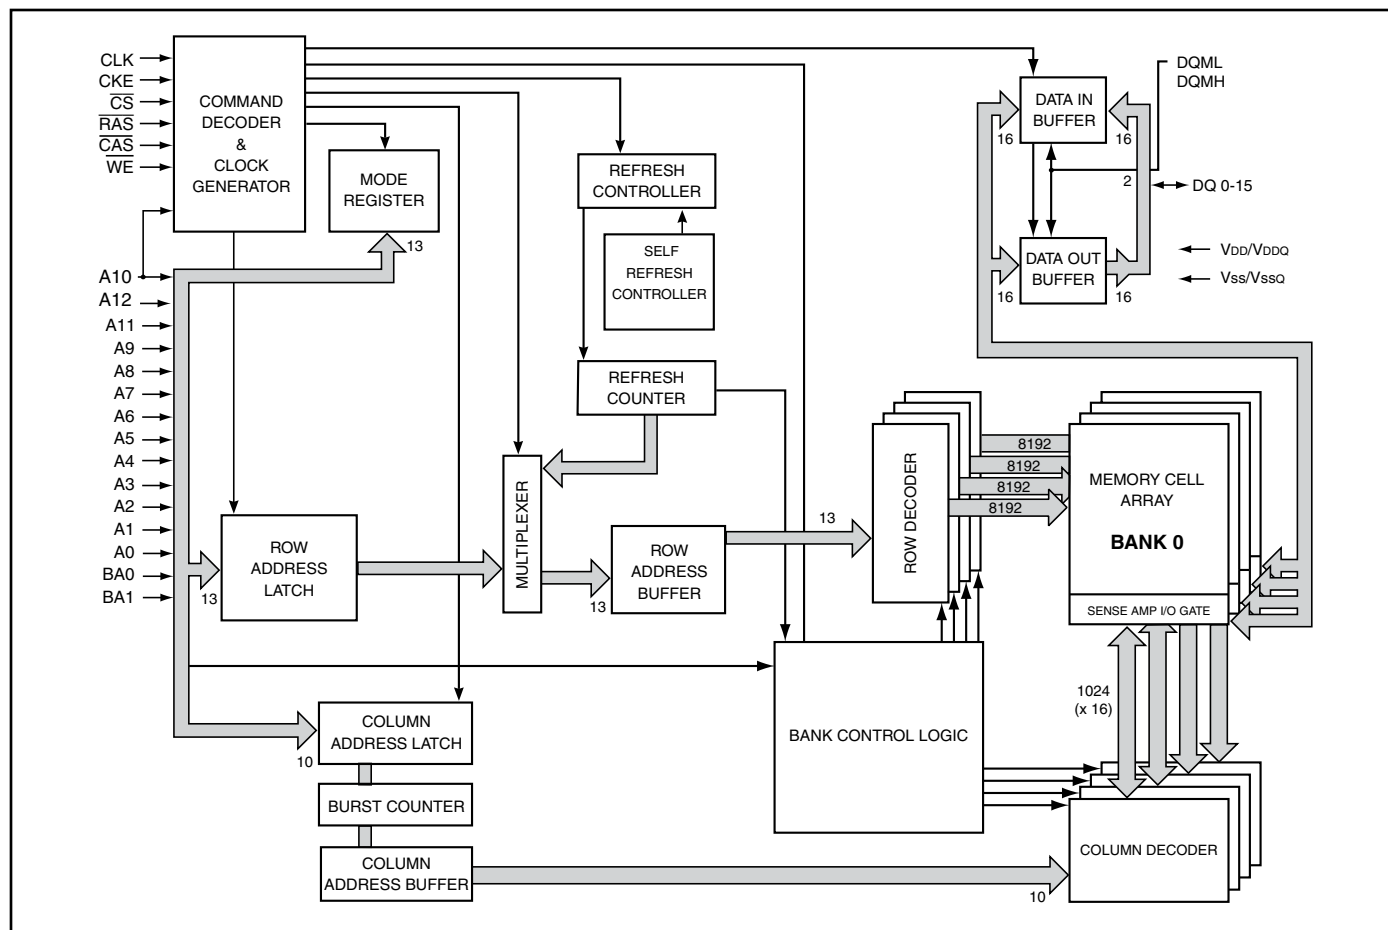 CLK
CKE
CS
RAS
CAS
WE
A10
A12
A11
A9
A8
A7
A6
A5
A4
A3
A2
A1
A0
BA0
BA1
COMMAND
DECODER
&
CLOCK
GENERATOR
MODE
REGISTER
13
REFRESH
CONTROLLER
SELF
REFRESH
CONTROLLER
REFRESH
COUNTER
DATA IN
BUFFER
16
16
DQML
DQMH
2
DQ 0-15
DATA OUT
BUFFER
16
16
VDD/VDDQ
Vss/VssQ
13
ROW
ADDRESS
LATCH
MULTIPLEXER
13
ROW
ADDRESS
BUFFER
13
ROW DECODER
8192
8192
8192
8192
MEMORY CELL
ARRAY
BANK 0
SENSE AMP I/O GATE
1024
(x 16)
BANK CONTROL LOGIC
10
COLUMN
ADDRESS LATCH
BURST COUNTER
COLUMN
ADDRESS BUFFER
10
COLUMN DECODER